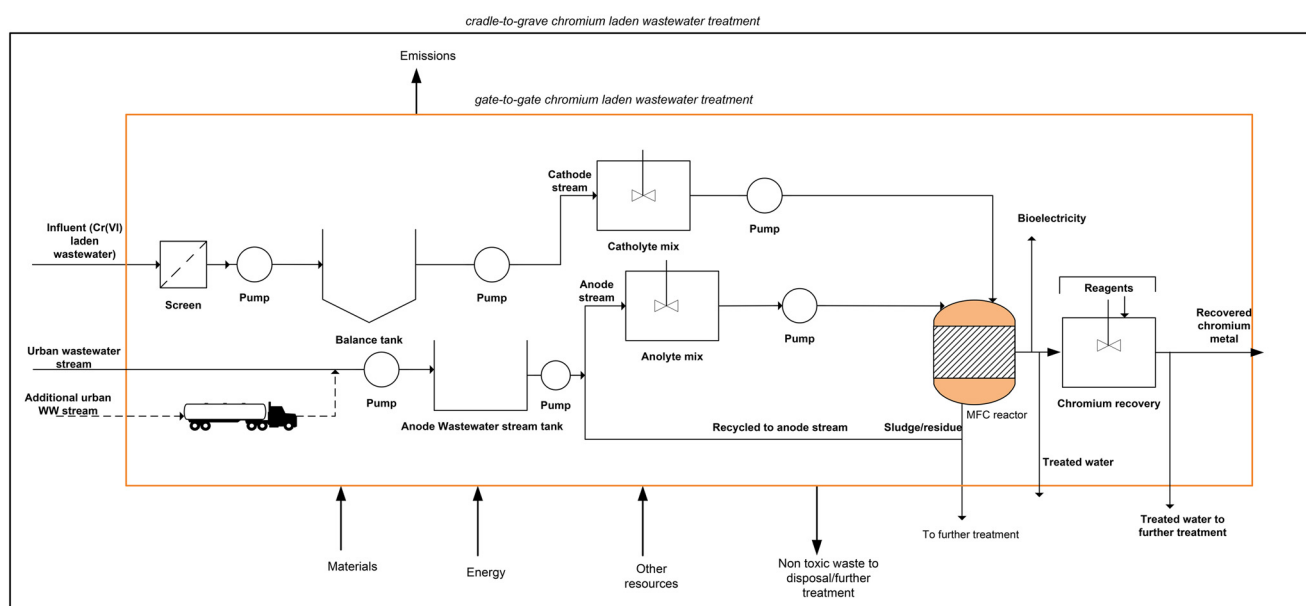 cradle-to-grave chromium laden wastewater treatment
Emissions
gate-to-gate chromium laden wastewater treatment
Cathode
stream
Pump
Catholyte mix
Bioelectricity
Influent (Cr(VI)
laden
wastewater)
Screen
Pump
Pump
Balance tank
Anode
stream
Anolyte mix
Pump
Reagents
Recovered
chromium
metal
Chromium recovery
MFC reactor
Urban wastewater
stream
Pump
Pump
Additional urban
WW stream
Anode Wastewater stream tank
Recycled to anode stream
Sludge/residue
Treated water
Treated water to
further treatment
To further treatment
Materials
Energy
Other
resources
Non toxic waste to
disposal/further
treatment